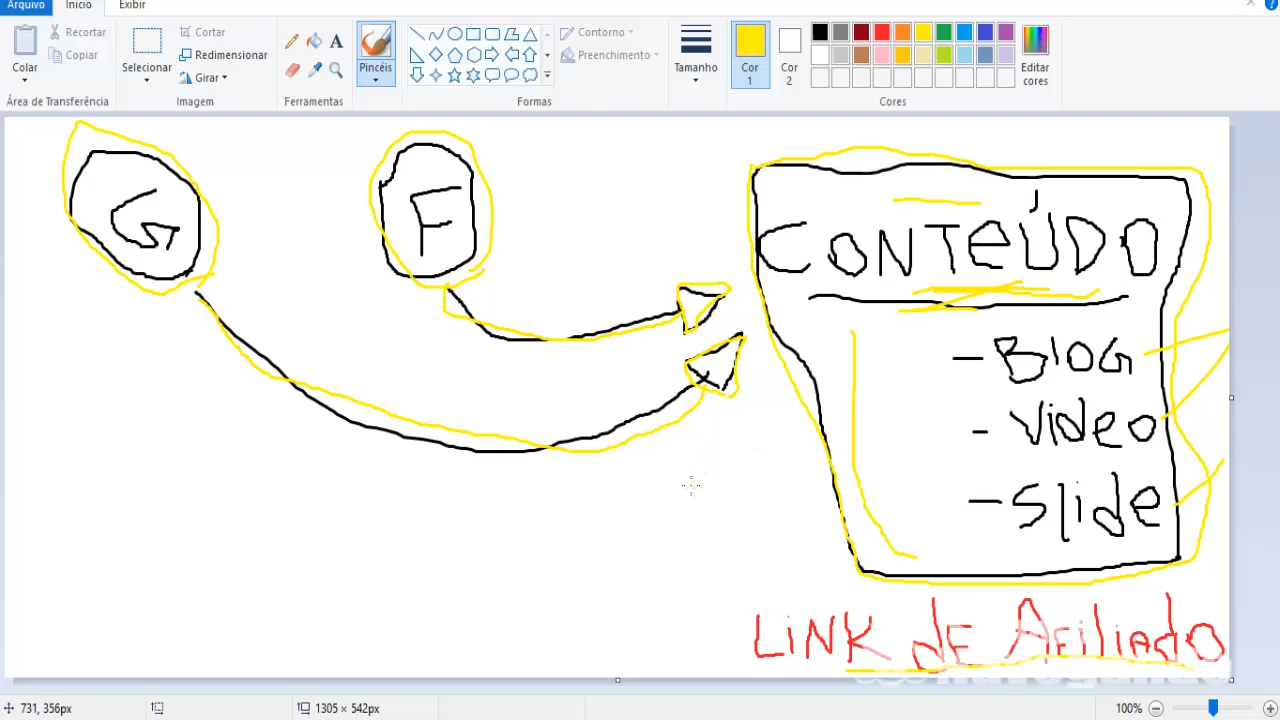 Arquivo Início Exibir
Colar
Recortar
Copiar
Área de Transferência
Selecionar
Cortar
Redimensionar
Girar
Imagem
A
Ferramentas
Pincéis
Contorno
Preenchimento
Formas
Tamanho
Cor
1
Cor
2
Editar
cores
Cores
G
F
CONTEÚDO
- BLOG
- Video
- Slide
LiNK dE AFiliADO
731, 356px
1305 × 542px
100%